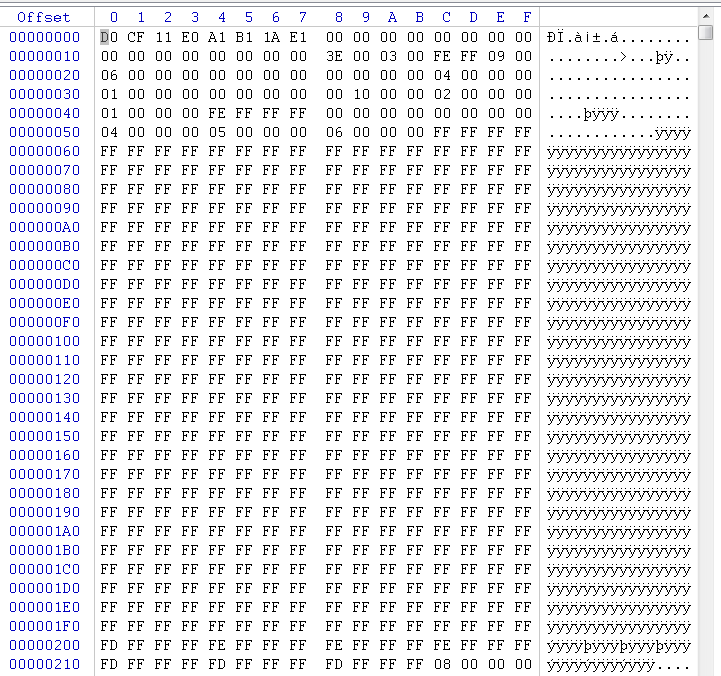 Offset 0 1 2 3 4 5 6 7 8 9 A B C D E F
00000000 D0 CF 11 E0 A1 B1 1A E1 00 00 00 00 00 00 00 00 ÐÏ.à¡±.á........
00000010 00 00 00 00 00 00 00 00 3E 00 03 00 FE FF 09 00 ........>...þÿ..
00000020 06 00 00 00 00 00 00 00 00 00 00 00 04 00 00 00 ................
00000030 01 00 00 00 00 00 00 00 00 10 00 00 02 00 00 00 ................
00000040 01 00 00 00 FE FF FF FF 00 00 00 00 00 00 00 00 ....þÿÿÿ........
00000050 04 00 00 00 05 00 00 00 06 00 00 00 FF FF FF FF ............ÿÿÿÿ
00000060 FF FF FF FF FF FF FF FF FF FF FF FF FF FF FF FF ÿÿÿÿÿÿÿÿÿÿÿÿÿÿÿÿ
00000070 FF FF FF FF FF FF FF FF FF FF FF FF FF FF FF FF ÿÿÿÿÿÿÿÿÿÿÿÿÿÿÿÿ
00000080 FF FF FF FF FF FF FF FF FF FF FF FF FF FF FF FF ÿÿÿÿÿÿÿÿÿÿÿÿÿÿÿÿ
00000090 FF FF FF FF FF FF FF FF FF FF FF FF FF FF FF FF ÿÿÿÿÿÿÿÿÿÿÿÿÿÿÿÿ
000000A0 FF FF FF FF FF FF FF FF FF FF FF FF FF FF FF FF ÿÿÿÿÿÿÿÿÿÿÿÿÿÿÿÿ
000000B0 FF FF FF FF FF FF FF FF FF FF FF FF FF FF FF FF ÿÿÿÿÿÿÿÿÿÿÿÿÿÿÿÿ
000000C0 FF FF FF FF FF FF FF FF FF FF FF FF FF FF FF FF ÿÿÿÿÿÿÿÿÿÿÿÿÿÿÿÿ
000000D0 FF FF FF FF FF FF FF FF FF FF FF FF FF FF FF FF ÿÿÿÿÿÿÿÿÿÿÿÿÿÿÿÿ
000000E0 FF FF FF FF FF FF FF FF FF FF FF FF FF FF FF FF ÿÿÿÿÿÿÿÿÿÿÿÿÿÿÿÿ
000000F0 FF FF FF FF FF FF FF FF FF FF FF FF FF FF FF FF ÿÿÿÿÿÿÿÿÿÿÿÿÿÿÿÿ
00000100 FF FF FF FF FF FF FF FF FF FF FF FF FF FF FF FF ÿÿÿÿÿÿÿÿÿÿÿÿÿÿÿÿ
00000110 FF FF FF FF FF FF FF FF FF FF FF FF FF FF FF FF ÿÿÿÿÿÿÿÿÿÿÿÿÿÿÿÿ
00000120 FF FF FF FF FF FF FF FF FF FF FF FF FF FF FF FF ÿÿÿÿÿÿÿÿÿÿÿÿÿÿÿÿ
00000130 FF FF FF FF FF FF FF FF FF FF FF FF FF FF FF FF ÿÿÿÿÿÿÿÿÿÿÿÿÿÿÿÿ
00000140 FF FF FF FF FF FF FF FF FF FF FF FF FF FF FF FF ÿÿÿÿÿÿÿÿÿÿÿÿÿÿÿÿ
00000150 FF FF FF FF FF FF FF FF FF FF FF FF FF FF FF FF ÿÿÿÿÿÿÿÿÿÿÿÿÿÿÿÿ
00000160 FF FF FF FF FF FF FF FF FF FF FF FF FF FF FF FF ÿÿÿÿÿÿÿÿÿÿÿÿÿÿÿÿ
00000170 FF FF FF FF FF FF FF FF FF FF FF FF FF FF FF FF ÿÿÿÿÿÿÿÿÿÿÿÿÿÿÿÿ
00000180 FF FF FF FF FF FF FF FF FF FF FF FF FF FF FF FF ÿÿÿÿÿÿÿÿÿÿÿÿÿÿÿÿ
00000190 FF FF FF FF FF FF FF FF FF FF FF FF FF FF FF FF ÿÿÿÿÿÿÿÿÿÿÿÿÿÿÿÿ
000001A0 FF FF FF FF FF FF FF FF FF FF FF FF FF FF FF FF ÿÿÿÿÿÿÿÿÿÿÿÿÿÿÿÿ
000001B0 FF FF FF FF FF FF FF FF FF FF FF FF FF FF FF FF ÿÿÿÿÿÿÿÿÿÿÿÿÿÿÿÿ
000001C0 FF FF FF FF FF FF FF FF FF FF FF FF FF FF FF FF ÿÿÿÿÿÿÿÿÿÿÿÿÿÿÿÿ
000001D0 FF FF FF FF FF FF FF FF FF FF FF FF FF FF FF FF ÿÿÿÿÿÿÿÿÿÿÿÿÿÿÿÿ
000001E0 FF FF FF FF FF FF FF FF FF FF FF FF FF FF FF FF ÿÿÿÿÿÿÿÿÿÿÿÿÿÿÿÿ
000001F0 FF FF FF FF FF FF FF FF FF FF FF FF FF FF FF FF ÿÿÿÿÿÿÿÿÿÿÿÿÿÿÿÿ
00000200 FD FF FF FF FE FF FF FF FE FF FF FF FE FF FF FF ýÿÿÿþÿÿÿþÿÿÿþÿÿÿ
00000210 FD FF FF FF FD FF FF FF FD FF FF FF 08 00 00 00 ýÿÿÿýÿÿÿýÿÿÿ....